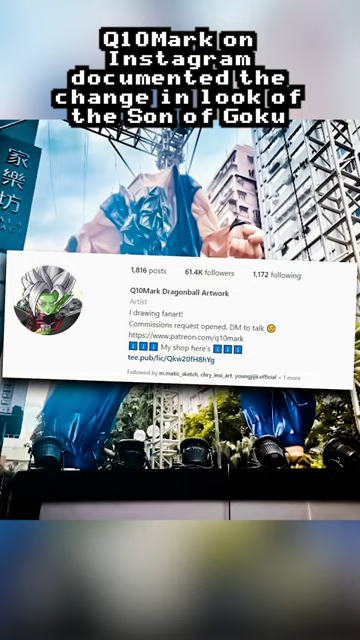 Q10Mark on
Instagram
documented the
change in look of
the Son of Goku
家
樂
坊
1,816 posts 61.4K followers 1,172 following
Q10Mark Dragonball Artwork
Artist
I drawing fanart!
Commissions request opened. DM to talk 😉
https://www.patreon.com/q10mark
⬇️⬇️⬇️ My shop here's ⬇️⬇️⬇️
tee.pub/lic/Qkw20fH8hYg
Followed by m.matic_sketch, chry_insi_art, youngjijii.official + 1 more